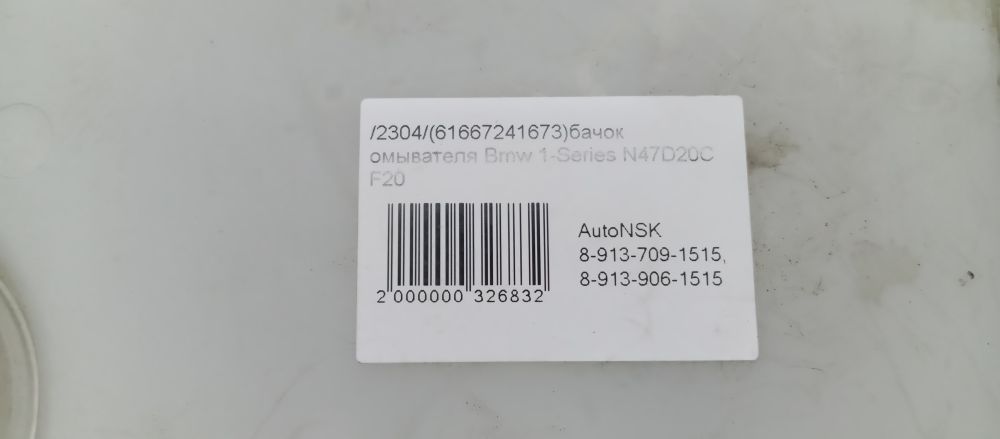 /2304/(61667241673)бачок
омывателя Bmw 1-Series N47D20C
F20
AutoNSK
8-913-709-1515,
8-913-906-1515
2 000000 326832